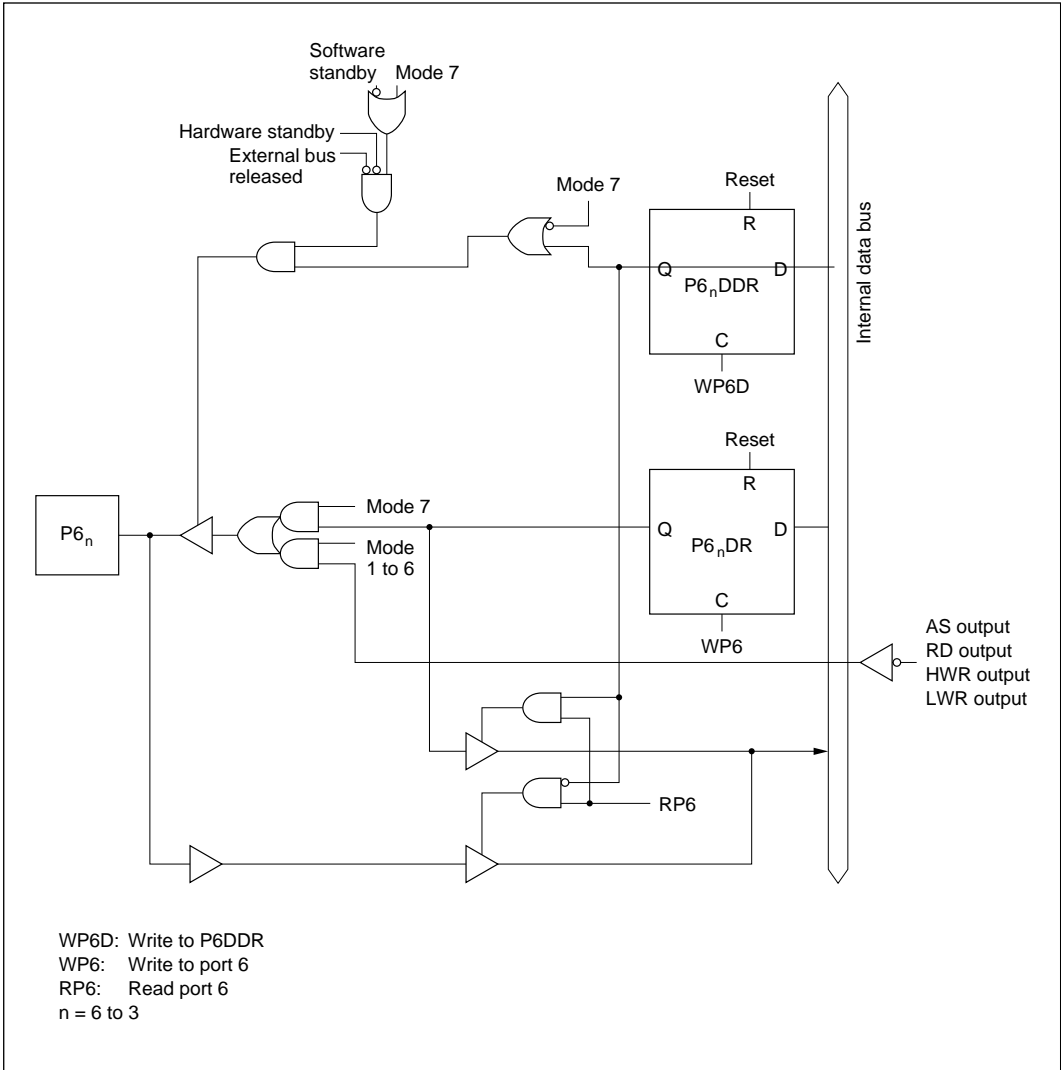 Software
standby Mode 7
Hardware standby
External bus
released
Mode 7
Reset
R
Q P6nDDR D
C
WP6D
Internal data bus
Reset
R
Mode 7
Q P6nDR D
C
WP6
P6n
Mode
1 to 6
AS output
RD output
HWR output
LWR output
RP6
WP6D: Write to P6DDR
WP6: Write to port 6
RP6: Read port 6
n = 6 to 3